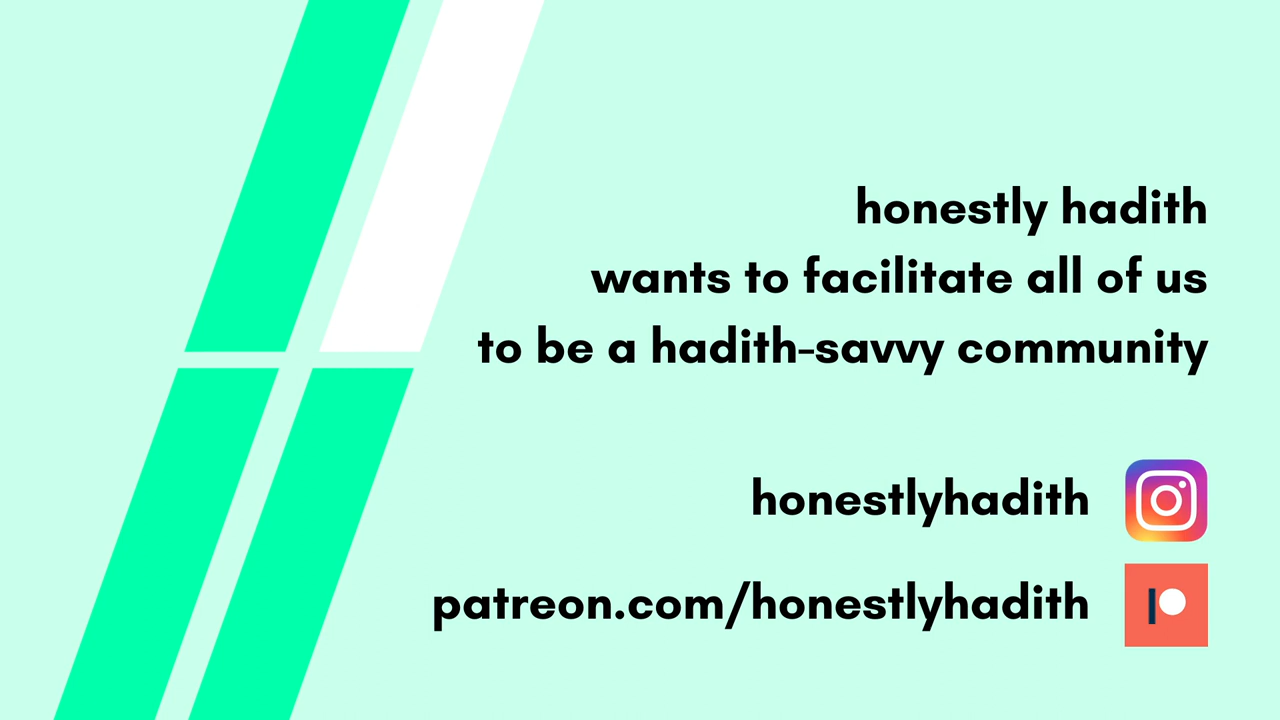 honestly hadith
wants to facilitate all of us
to be a hadith-savvy community
honestlyhadith
patreon.com/honestlyhadith